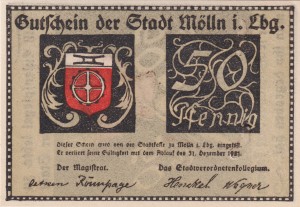 Gutschein der Stadt Mölln i. Lbg.
50
Pfennig
Dieser Schein wird von der Stadtkasse zu Mölln i. Lbg. eingelöst.
Er verliert seine Gültigkeit mit dem Ablauf des 31. Dezember 1921.
Der Magistrat. Das Stadtverordnetenkollegium.